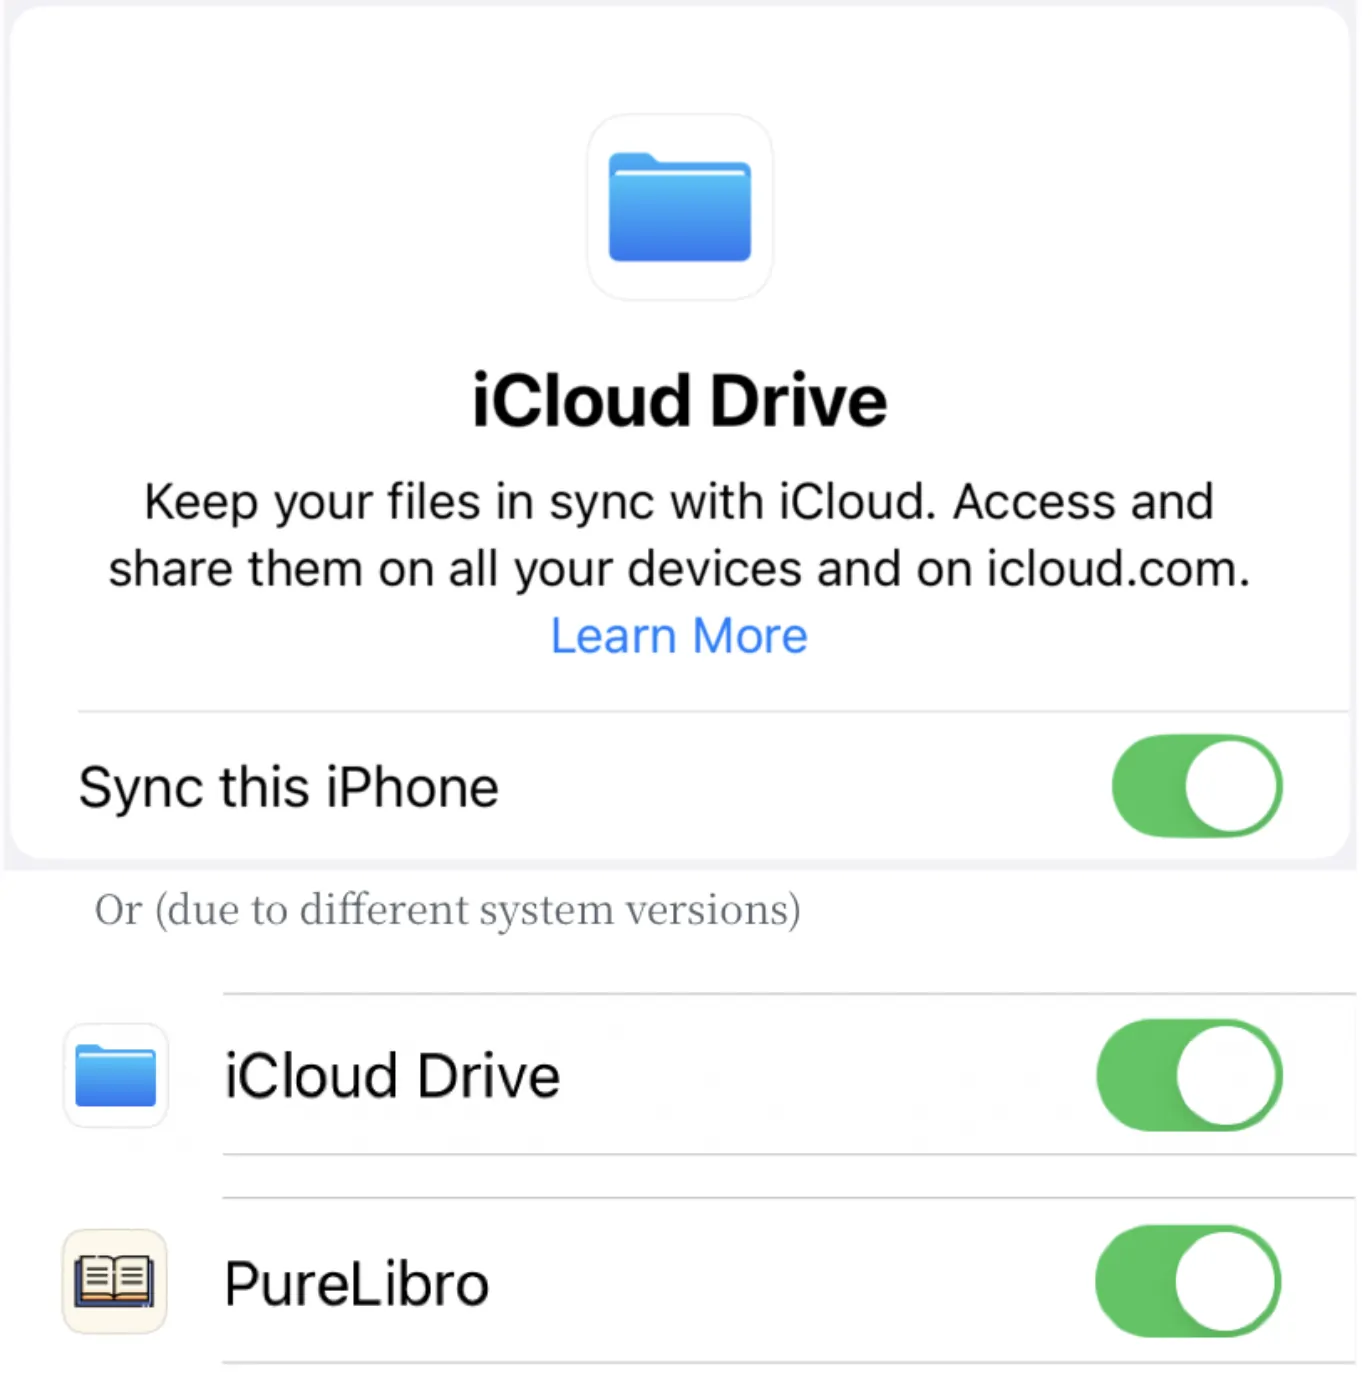 iCloud Drive
Keep your files in sync with iCloud. Access and
share them on all your devices and on icloud.com.
Learn More
Sync this iPhone
Or (due to different system versions)
iCloud Drive
PureLibro